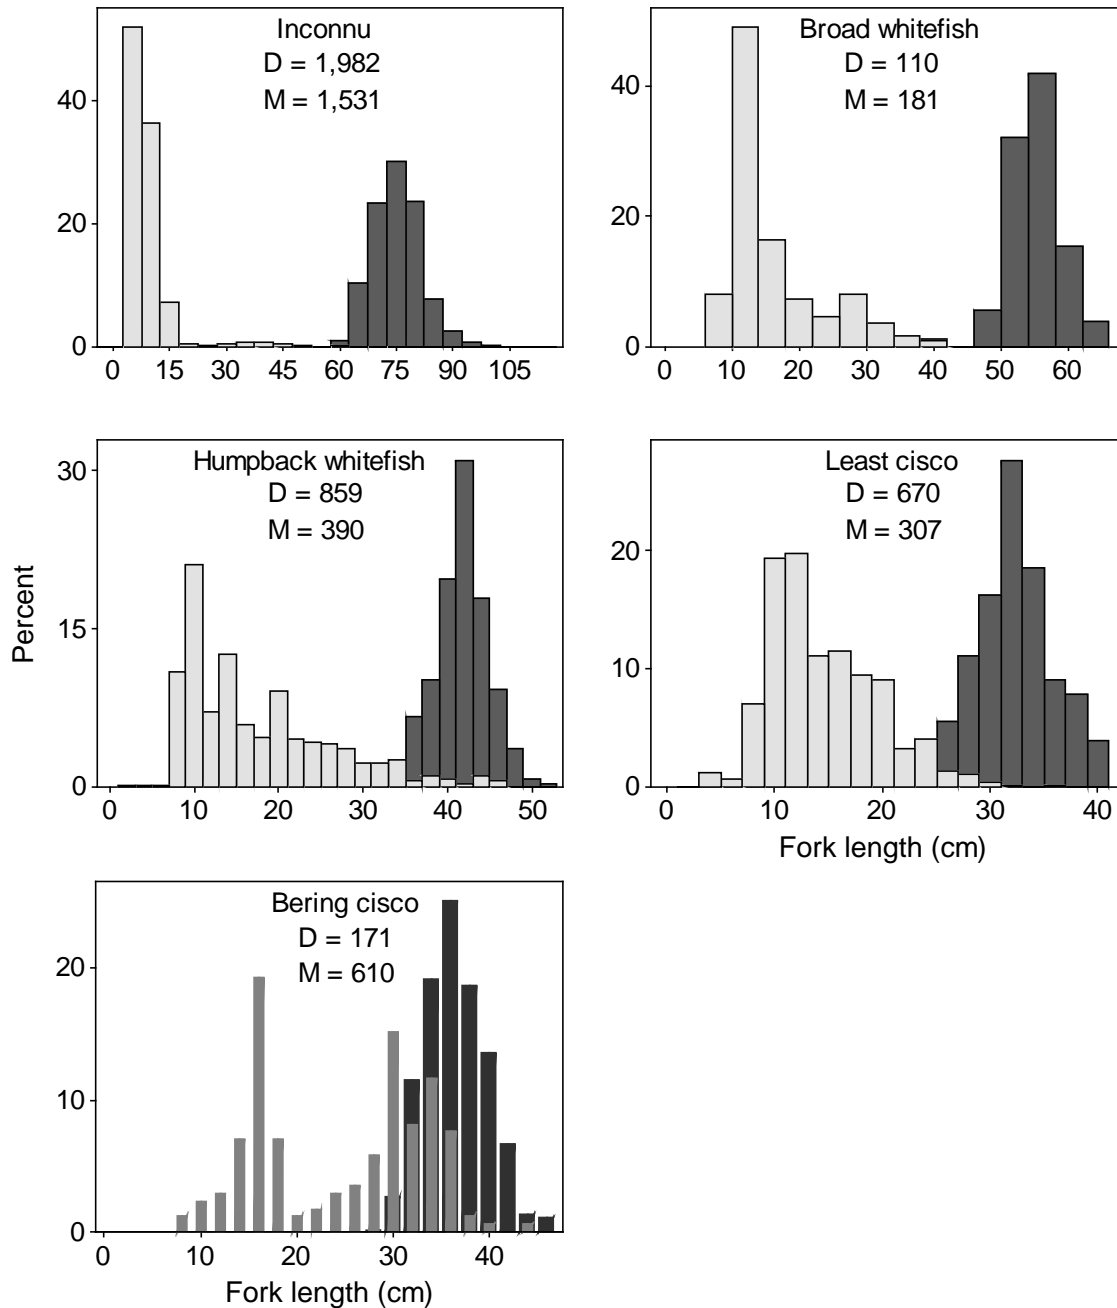 Inconnu
D = 1,982
M = 1,531
40
20
0
0 15 30 45 60 75 90 105
Broad whitefish
D = 110
M = 181
40
20
0
0 10 20 30 40 50 60
Humpback whitefish
D = 859
M = 390
30
15
0
0 10 20 30 40 50
Percent
Least cisco
D = 670
M = 307
20
10
0
0 10 20 30 40
Fork length (cm)
Bering cisco
D = 171
M = 610
20
10
0
0 10 20 30 40
Fork length (cm)